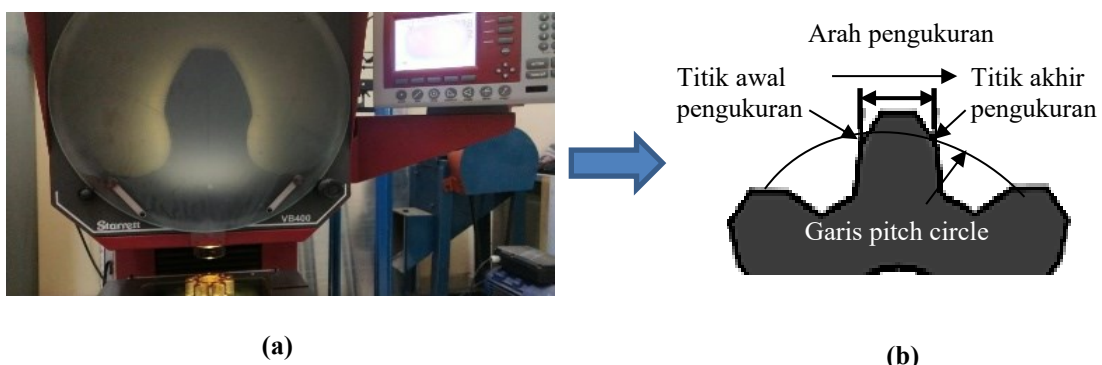 Starrett
VB400
Arah pengukuran
Titik awal
pengukuran
Titik akhir
pengukuran
Garis pitch circle
(a)
(b)